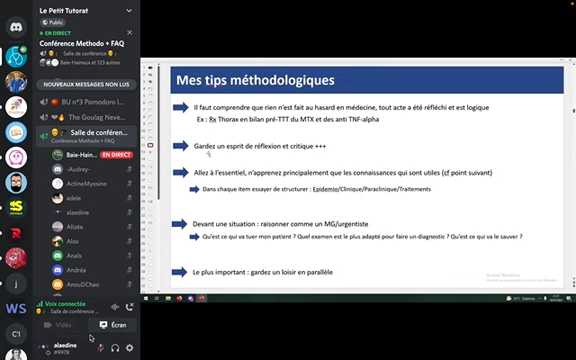 Le Petit Tutorat
Public
EN DIRECT
Conférence Methodo + FAQ
Salle de conférence
Baie-Haineux et 123 autres
NOUVEAUX MESSAGES NON LUS
BU n°3 Pomodoro
The Goulag Never
Salle de conféren...
Conférence Methodo + FAQ
Baie-Hain... EN DIRECT
-Audrey-
ActineMyosine
adele
alaedine
Alizée
Alox
Anaïs
Andréa
AnouDChao
WS
C'I
Voix connectée
Salle de conférence
Vidéo
Écran
alaedine
#9978
Mes tips méthodologiques
Il faut comprendre que rien n'est fait au hasard en médecine, tout acte a été réfléchi et est logique
Ex : Rx Thorax en bilan pré-TTT du MTX et des anti TNF-alpha
Gardez un esprit de réflexion et critique +++
Allez à l'essentiel, n'apprenez principalement que les connaissances qui sont utiles (cf point suivant)
Dans chaque item essayer de structurer : Epidemio/Clinique/Paraclinique/Traitements
Devant une situation : raisonner comme un MG/urgentiste
Qu'est ce qui va tuer mon patient ? Quel examen est le plus adapté pour faire un diagnostic ? Qu'est ce qui va le sauver ?
Le plus important : gardez un loisir en parallèle
Activer Windows